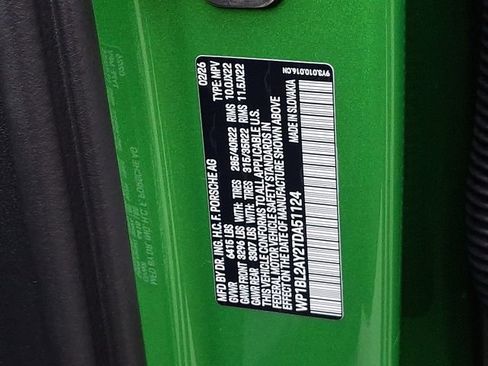 MFD BY DR. ING. H.C. F. PORSCHE AG 02/26
GVWR 6415 LBS TYPE: MPV
GAWR FRONT 3296 LBS WITH: TIRES 285/40R22 RIMS 10.0JX22
GAWR REAR 3307 LBS WITH: TIRES 315/35R22 RIMS 11.5JX22
THIS VEHICLE CONFORMS TO ALL APPLICABLE U.S.
FEDERAL MOTOR VEHICLE SAFETY STANDARDS IN
EFFECT ON THE DATE OF MANUFACTURE SHOWN ABOVE
WP1BL2AY2TDA51124 MADE IN SLOVAKIA
9Y3.010.016.CN